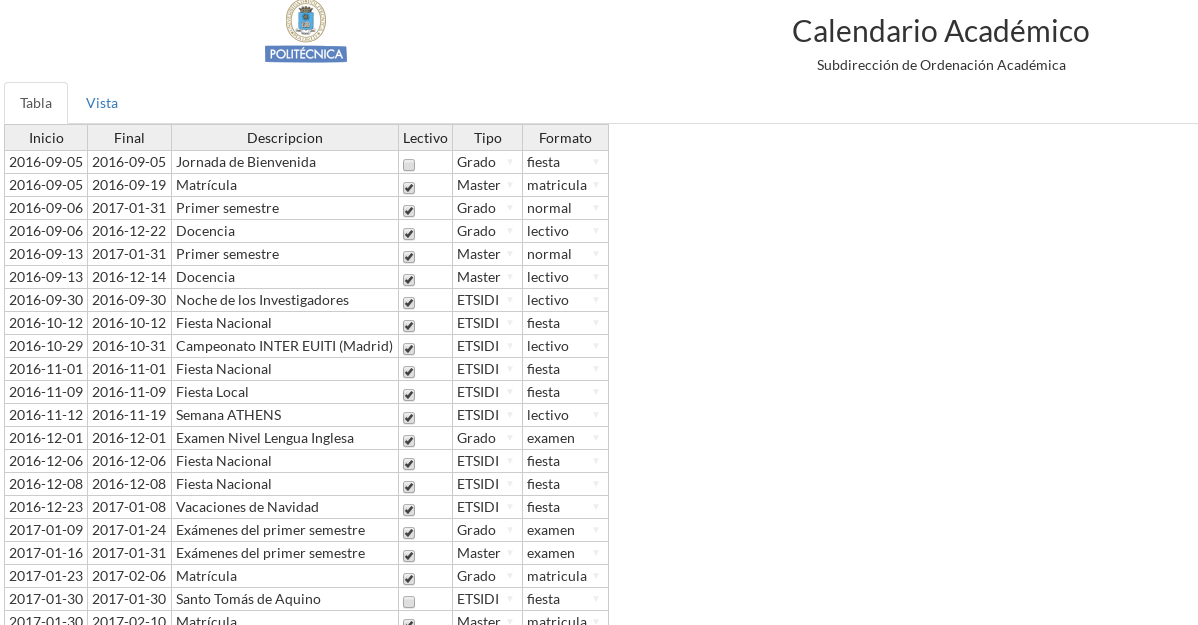 POLITÉCNICA
Calendario Académico
Subdirección de Ordenación Académica
Tabla Vista
Inicio Final Descripcion Lectivo Tipo Formato
2016-09-05 2016-09-05 Jornada de Bienvenida Grado fiesta
2016-09-05 2016-09-19 Matrícula Master matricula
2016-09-06 2017-01-31 Primer semestre Grado normal
2016-09-06 2016-12-22 Docencia Grado lectivo
2016-09-13 2017-01-31 Primer semestre Master normal
2016-09-13 2016-12-14 Docencia Master lectivo
2016-09-30 2016-09-30 Noche de los Investigadores ETSIDI lectivo
2016-10-12 2016-10-12 Fiesta Nacional ETSIDI fiesta
2016-10-29 2016-10-31 Campeonato INTER EUITI (Madrid) ETSIDI lectivo
2016-11-01 2016-11-01 Fiesta Nacional ETSIDI fiesta
2016-11-09 2016-11-09 Fiesta Local ETSIDI fiesta
2016-11-12 2016-11-19 Semana ATHENS ETSIDI lectivo
2016-12-01 2016-12-01 Examen Nivel Lengua Inglesa Grado examen
2016-12-06 2016-12-06 Fiesta Nacional ETSIDI fiesta
2016-12-08 2016-12-08 Fiesta Nacional ETSIDI fiesta
2016-12-23 2017-01-08 Vacaciones de Navidad ETSIDI fiesta
2017-01-09 2017-01-24 Exámenes del primer semestre Grado examen
2017-01-16 2017-01-31 Exámenes del primer semestre Master examen
2017-01-23 2017-02-06 Matrícula Grado matricula
2017-01-30 2017-01-30 Santo Tomás de Aquino ETSIDI fiesta
2017-01-30 2017-02-10 Matrícula Master matricula